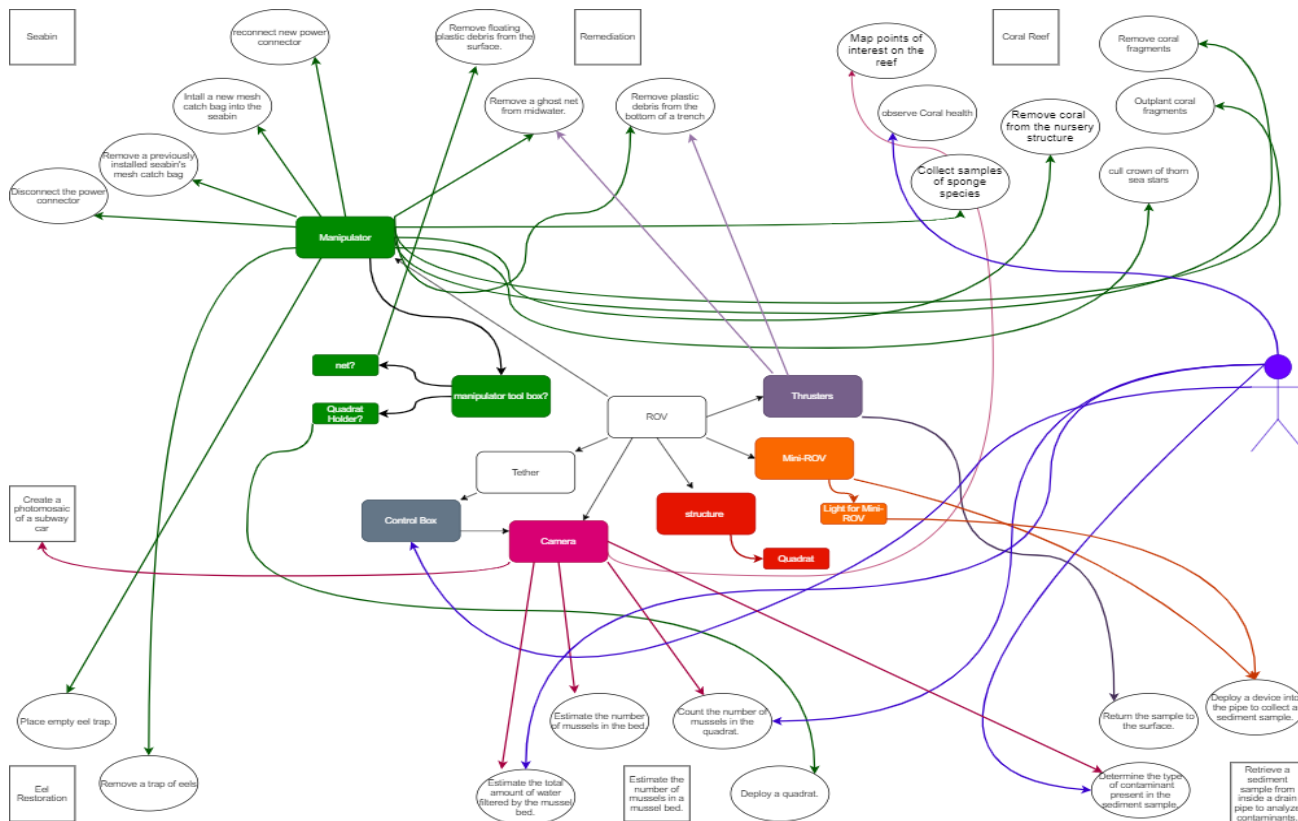 Seabin
reconnect new power
connector
Remove floating
plastic debris from the
surface.
Remediation
Map points of
interest on the
reef
Coral Reef
Remove coral
fragments
Intall a new mesh
catch bag into the
seabin
Remove a ghost net
from midwater.
Remove plastic
debris from the
bottom of a trench
observe Coral health
Remove coral
from the nursery
structure
Outplant coral
fragments
Remove a previously
installed seabin's
mesh catch bag
Disconnect the power
connector
Collect samples
of sponge
species
cull crown of thorn
sea stars
Manipulator
net?
manipulator tool box?
Quadrat
Holder?
ROV
Thrusters
Tether
Mini-ROV
Create a
photomosaic
of a subway
car
Control Box
Camera
structure
Light for Mini-
ROV
Quadrat
Place empty eel trap.
Estimate the number
of mussels in the bed.
Count the number of
mussels in the
quadrat.
Return the sample to
the surface.
Deploy a device into
the pipe to collect a
sediment sample.
Eel
Restoration
Remove a trap of eels
Estimate the total
amount of water
filtered by the mussel
bed.
Estimate the
number of
mussels in a
mussel bed.
Deploy a quadrat.
Determine the type
of contaminant
present in the
sediment sample.
Retrieve a
sediment
sample from
inside a drain
pipe to analyze
contaminants.